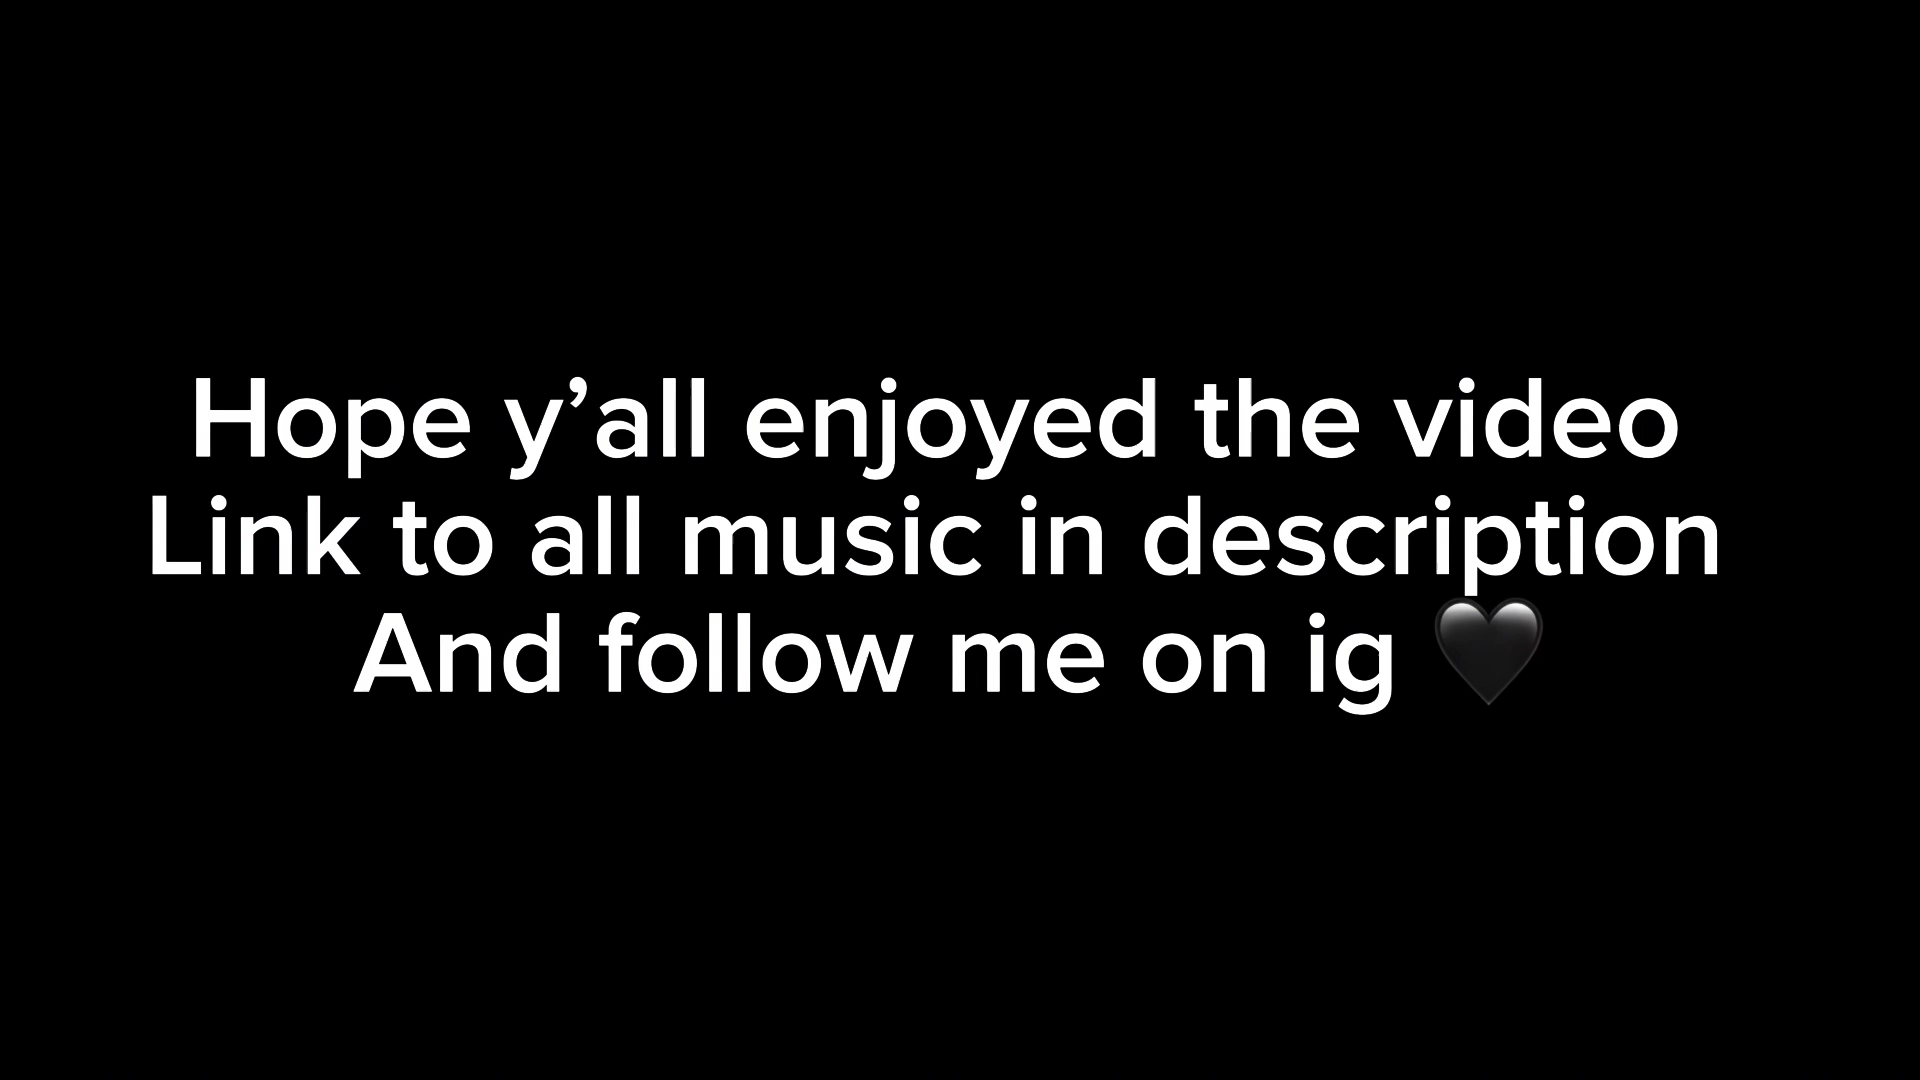 Hope y’all enjoyed the video
Link to all music in description
And follow me on ig 🖤